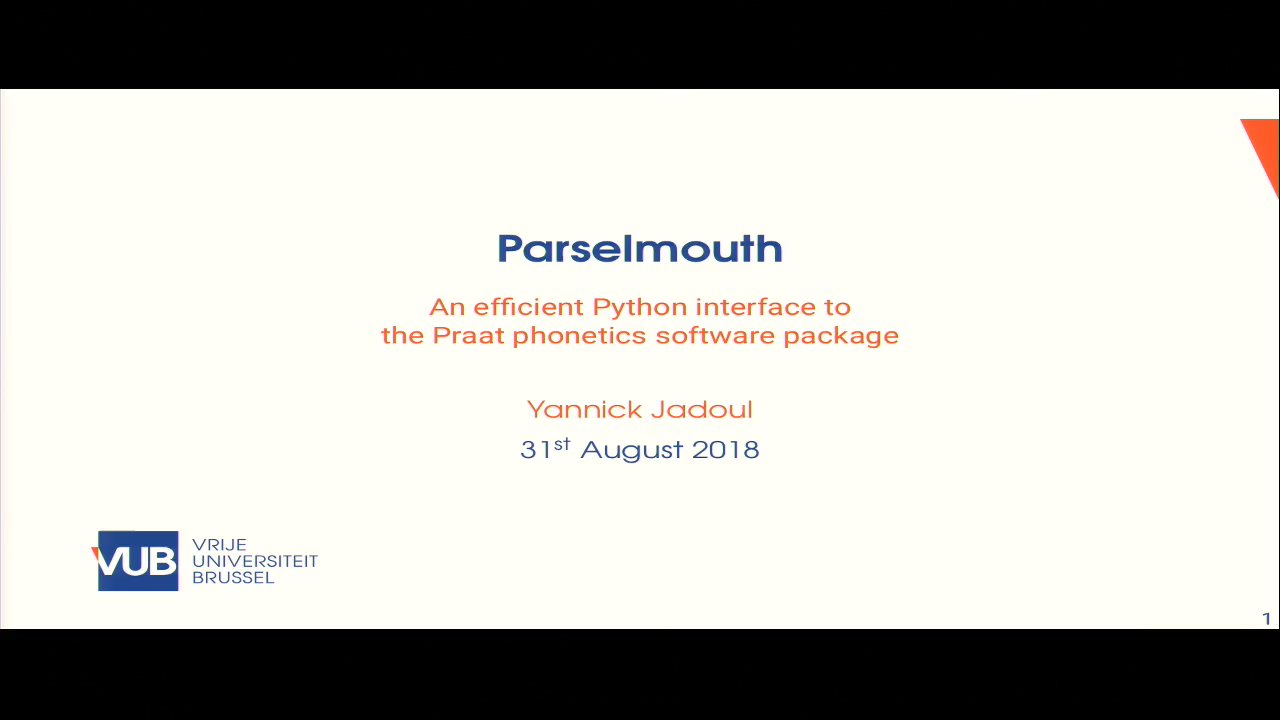 Parselmouth
An efficient Python interface to
the Praat phonetics software package
Yannick Jadoul
31st August 2018
VUB
VRIJE
UNIVERSITEIT
BRUSSEL
1